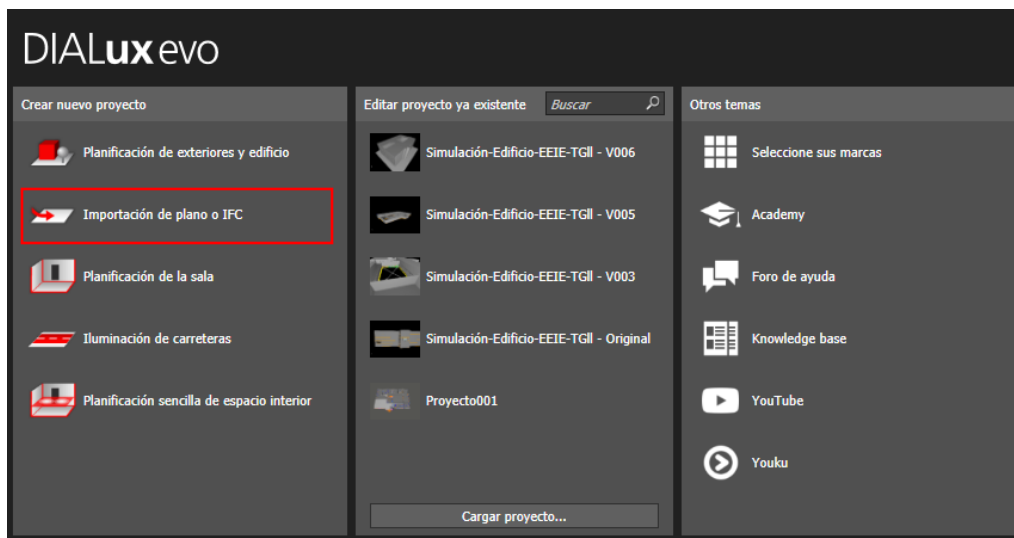 DIALux evo
Crear nuevo proyecto
Planificación de exteriores y edificio
Importación de plano o IFC
Planificación de la sala
Iluminación de carreteras
Planificación sencilla de espacio interior
Editar proyecto ya existente
Buscar
Simulación-Edificio-EEIE-TGll - V006
Simulación-Edificio-EEIE-TGll - V005
Simulación-Edificio-EEIE-TGll - V003
Simulación-Edificio-EEIE-TGll - Original
Proyecto001
Cargar proyecto...
Otros temas
Seleccione sus marcas
Academy
Foro de ayuda
Knowledge base
YouTube
Youku